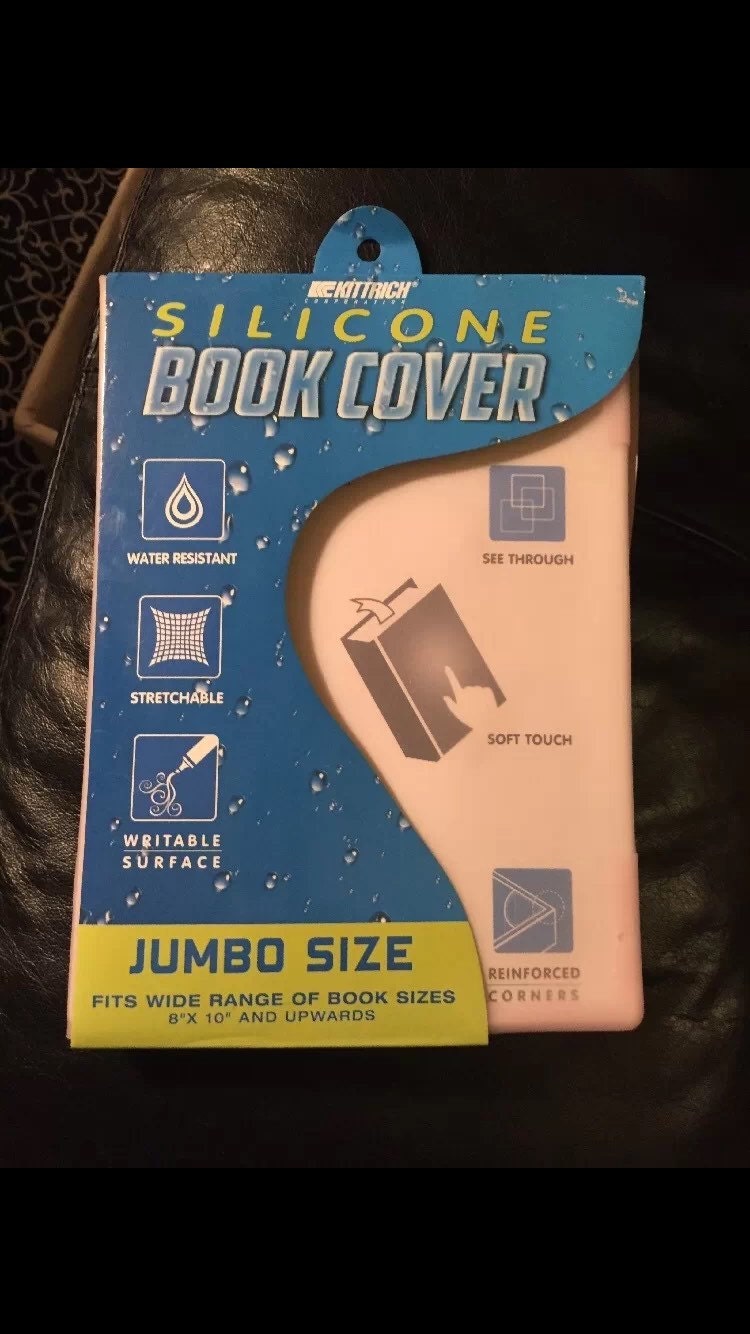 KITTRICH®
CORPORATION
SILICONE
BOOK COVER
WATER RESISTANT
STRETCHABLE
WRITABLE
SURFACE
SEE THROUGH
SOFT TOUCH
REINFORCED
CORNERS
JUMBO SIZE
FITS WIDE RANGE OF BOOK SIZES
8"X 10" AND UPWARDS